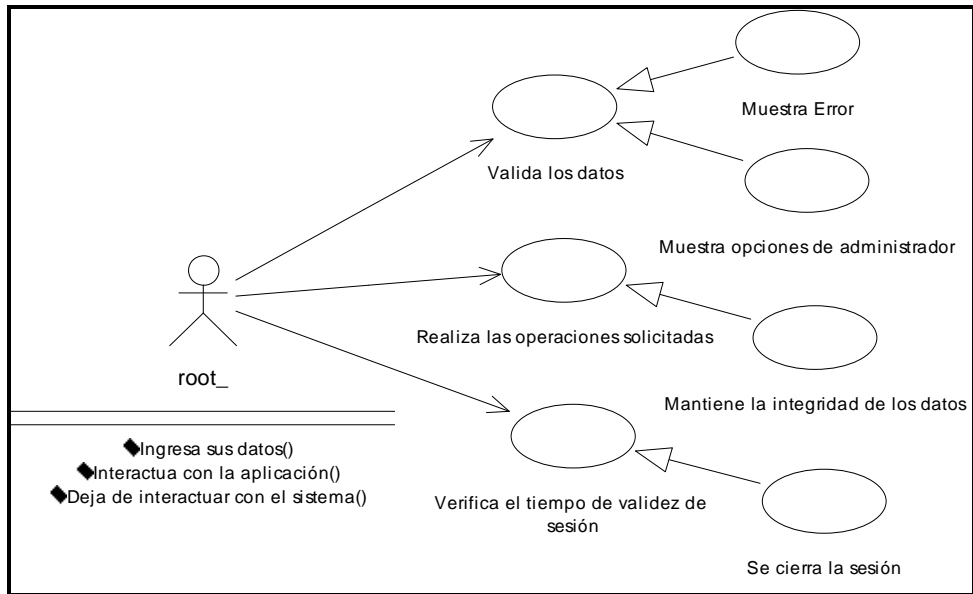 Muestra Error
Valida los datos
Muestra opciones de administrador
Realiza las operaciones solicitadas
root_
Mantiene la integridad de los datos
Ingresa sus datos()
Interactua con la aplicación()
Deja de interactuar con el sistema()
Verifica el tiempo de validez de
sesión
Se cierra la sesión